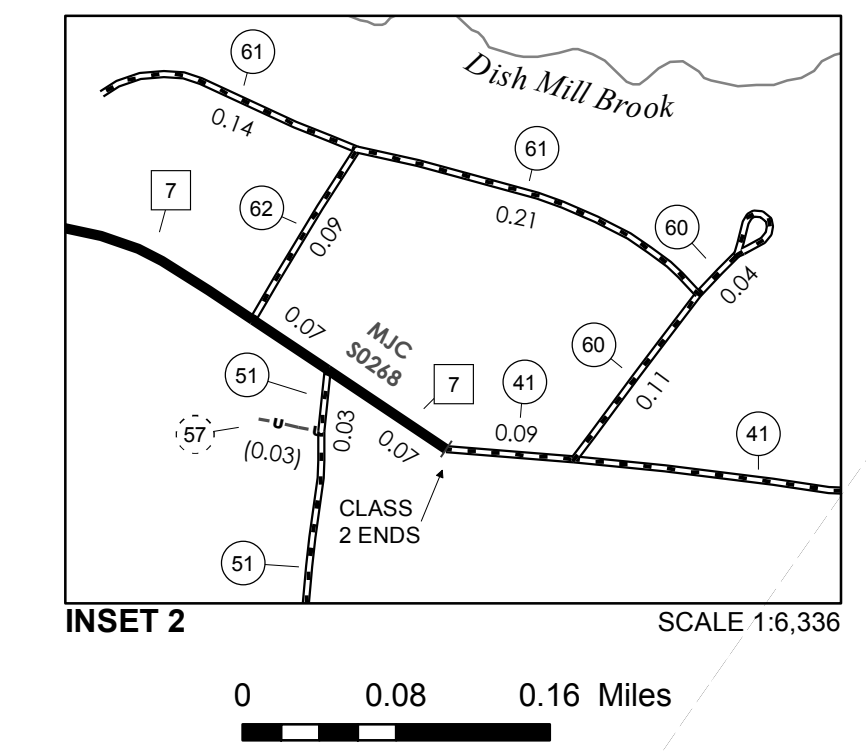 61
Dish Mill Brook
0.14
61
7
62
0.21
60
0.09
0.04
0.07
MJC
S0268
60
51
7
41
0.11
57
0.03
0.09
41
(0.03)
0.07
CLASS
2 ENDS
51
INSET 2
SCALE 1:6,336
0 0.08 0.16 Miles